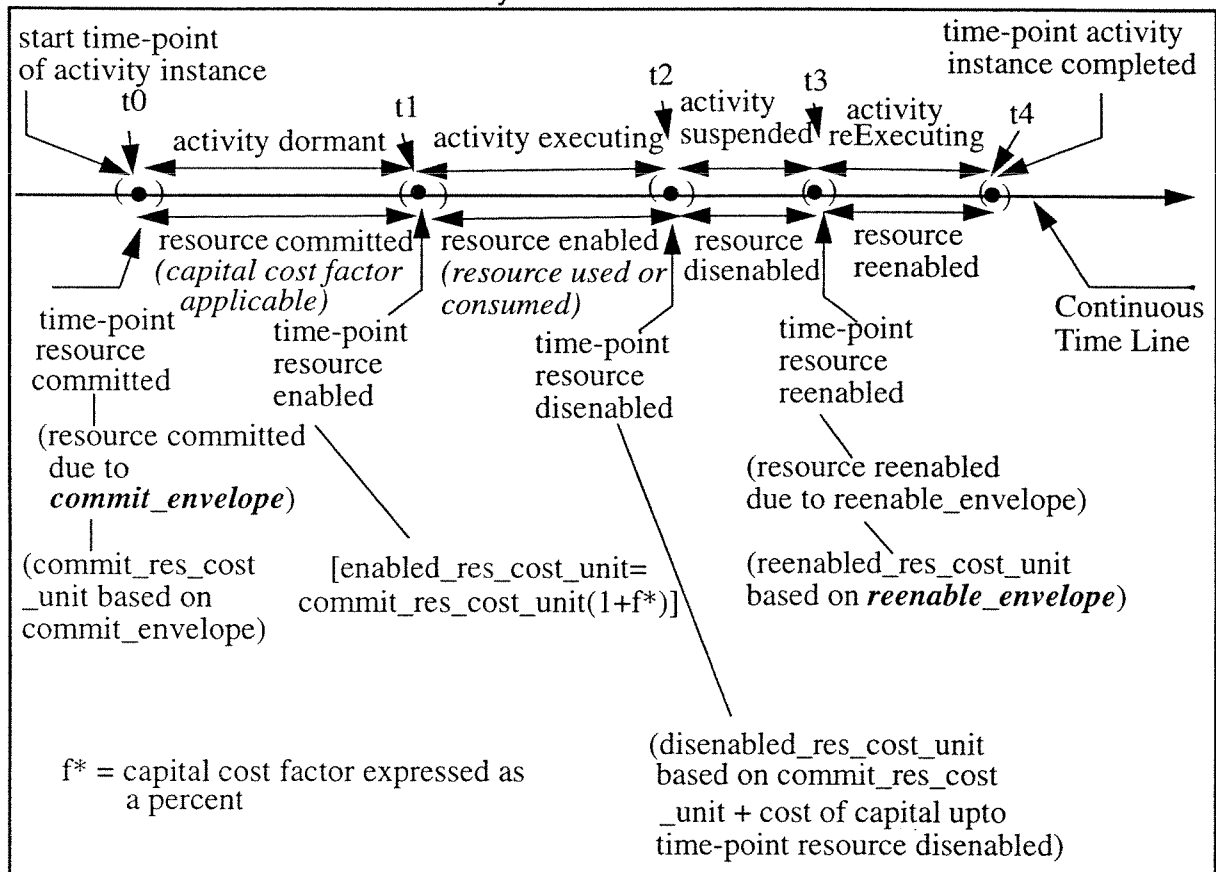 start time-point
of activity instance
time-point activity
instance completed
t0
t1
t2
t3
t4
activity dormant
activity executing
activity
suspended
activity
reExecuting
( )
( )
( )
( )
( )
resource committed
(capital cost factor
applicable)
resource enabled
(resource used or
consumed)
resource
disenabled
resource
reenabled
Continuous
Time Line
time-point
resource
committed
time-point
resource
enabled
time-point
resource
disenabled
time-point
resource
reenabled
(resource committed
due to
commit_envelope)
(resource reenabled
due to reenable_envelope)
(commit_res_cost
_unit based on
commit_envelope)
[enabled_res_cost_unit=
commit_res_cost_unit(1+f*)]
(reenabled_res_cost_unit
based on reenable_envelope)
(disenabled_res_cost_unit
based on commit_res_cost
_unit + cost of capital upto
time-point resource disenabled)
f* = capital cost factor expressed as
a percent